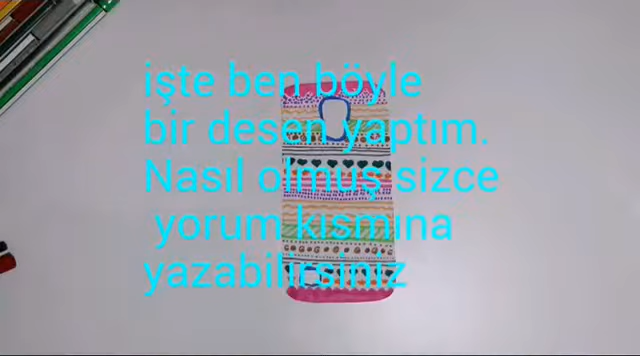 işte ben böyle
bir desen yaptım.
Nasıl olmuş sizce
yorum kısmına
yazabilirsiniz